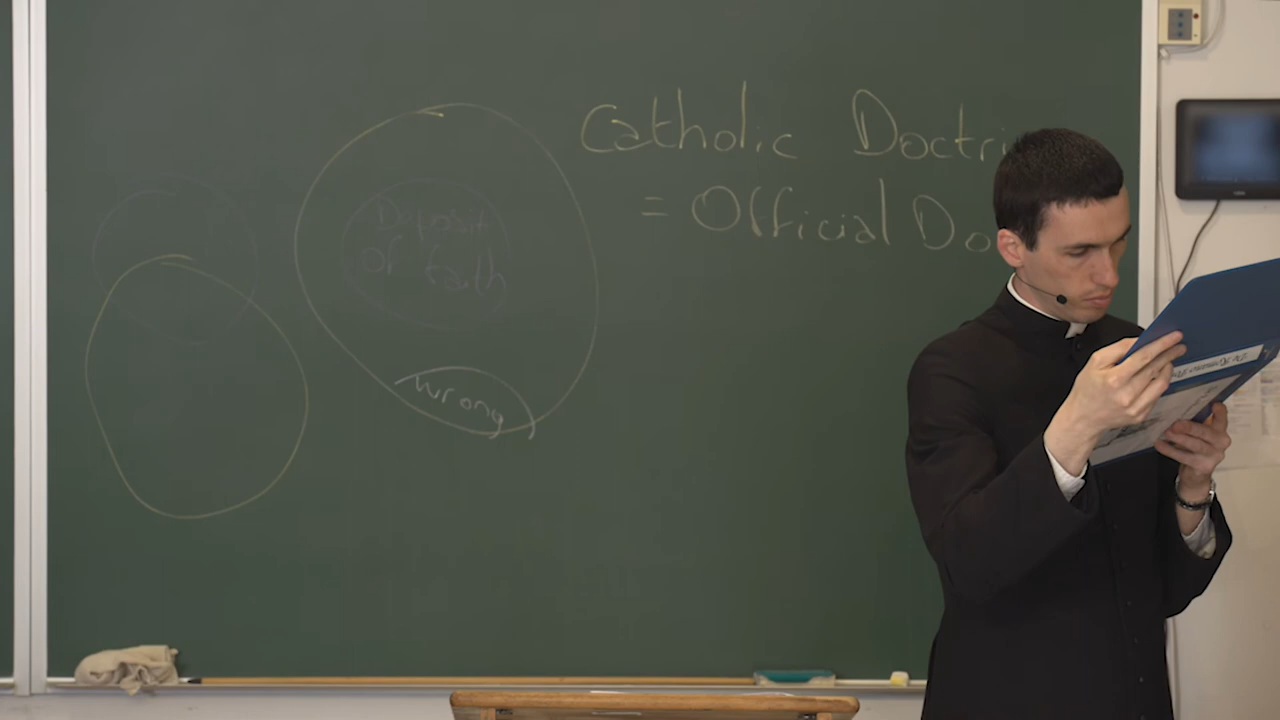 Catholic Doctri
= Official Do
Deposit
of faith
wrong